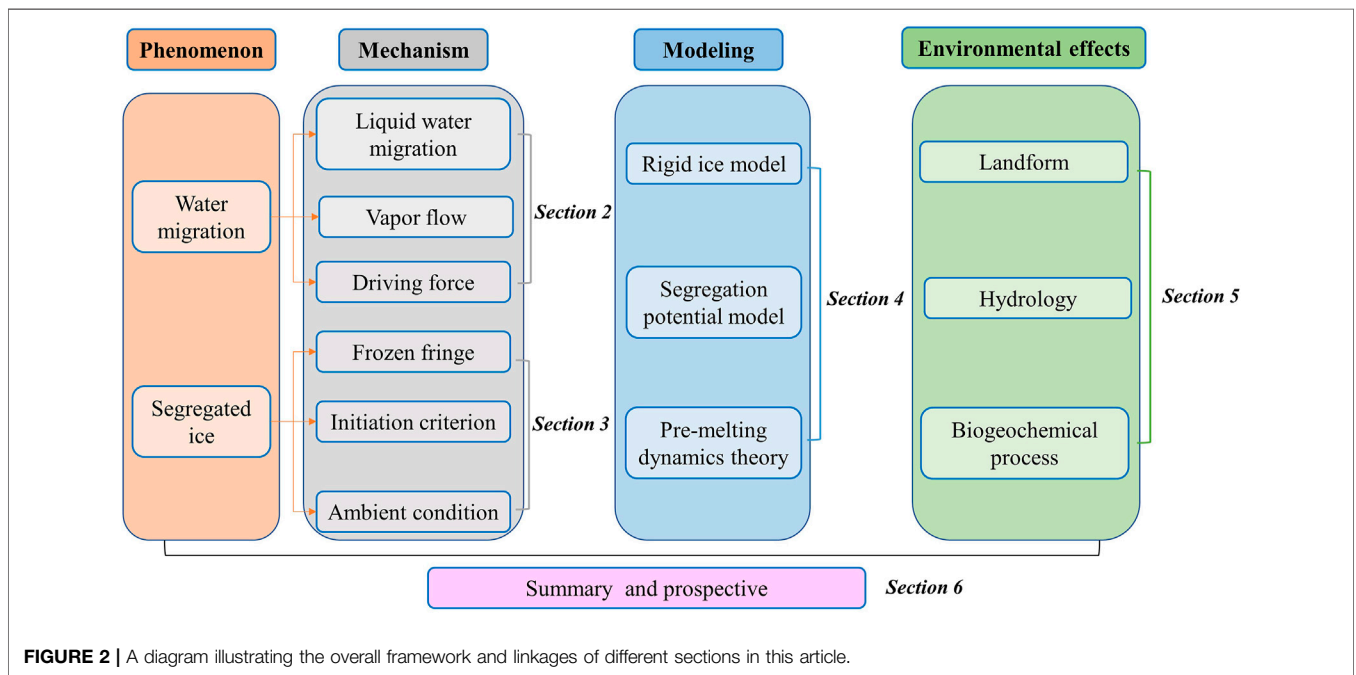 Phenomenon
Mechanism
Modeling
Environmental effects
Water
migration
Segregated
ice
Liquid water
migration
Vapor flow
Driving force
Section 2
Frozen fringe
Initiation criterion
Ambient condition
Section 3
Rigid ice model
Segregation
potential model
Pre-melting
dynamics theory
Section 4
Landform
Hydrology
Biogeochemical
process
Section 5
Summary and prospective
Section 6
FIGURE 2 | A diagram illustrating the overall framework and linkages of different sections in this article.